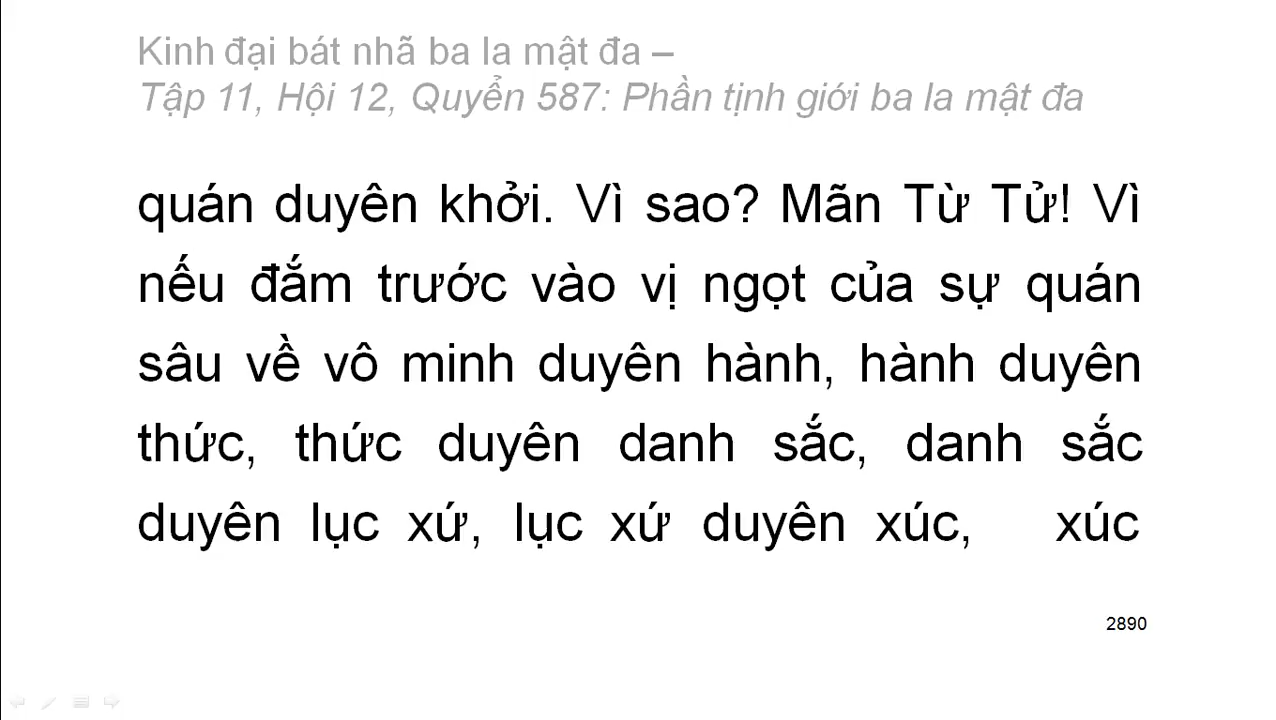 Kinh đại bát nhã ba la mật đa –
Tập 11, Hội 12, Quyển 587: Phần tịnh giới ba la mật đa
quán duyên khởi. Vì sao? Mãn Từ Tử! Vì
nếu đắm trước vào vị ngọt của sự quán
sâu về vô minh duyên hành, hành duyên
thức, thức duyên danh sắc, danh sắc
duyên lục xứ, lục xứ duyên xúc, xúc
2890